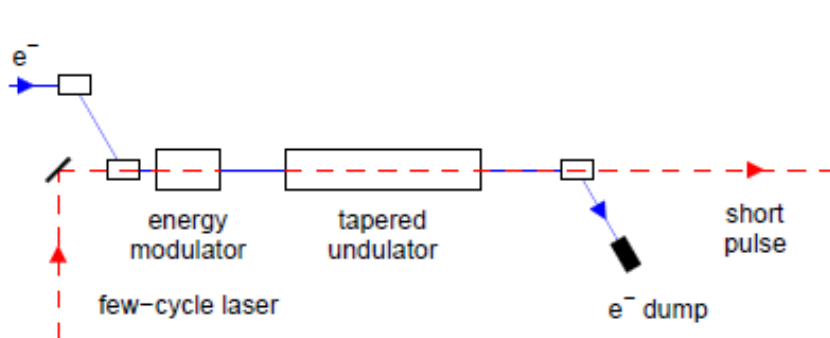 e⁻
energy
modulator
tapered
undulator
short
pulse
few−cycle laser
e⁻ dump